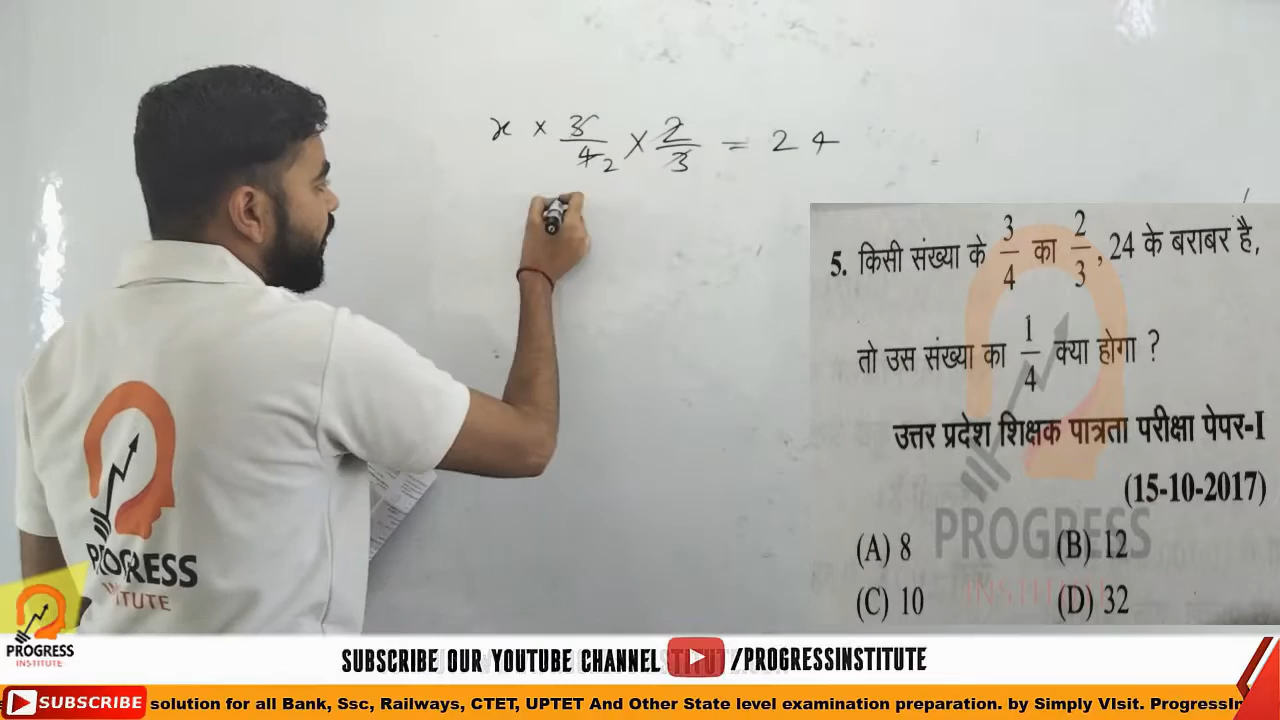 x × 3/4 2 × 2/3 = 24
5. किसी संख्या के 3/4 का 2/3, 24 के बराबर है,
तो उस संख्या का 1/4 क्या होगा ?
उत्तर प्रदेश शिक्षक पात्रता परीक्षा पेपर-I
(15-10-2017)
(A) 8 (B) 12
(C) 10 (D) 32
PROGRESS
INSTITUTE
PROGRESS
PROGRESS
INSTITUTE
SUBSCRIBE OUR YOUTUBE CHANNEL /PROGRESSINSTITUTE
SUBSCRIBE solution for all Bank, Ssc, Railways, CTET, UPTET And Other State level examination preparation. by Simply VIsit.